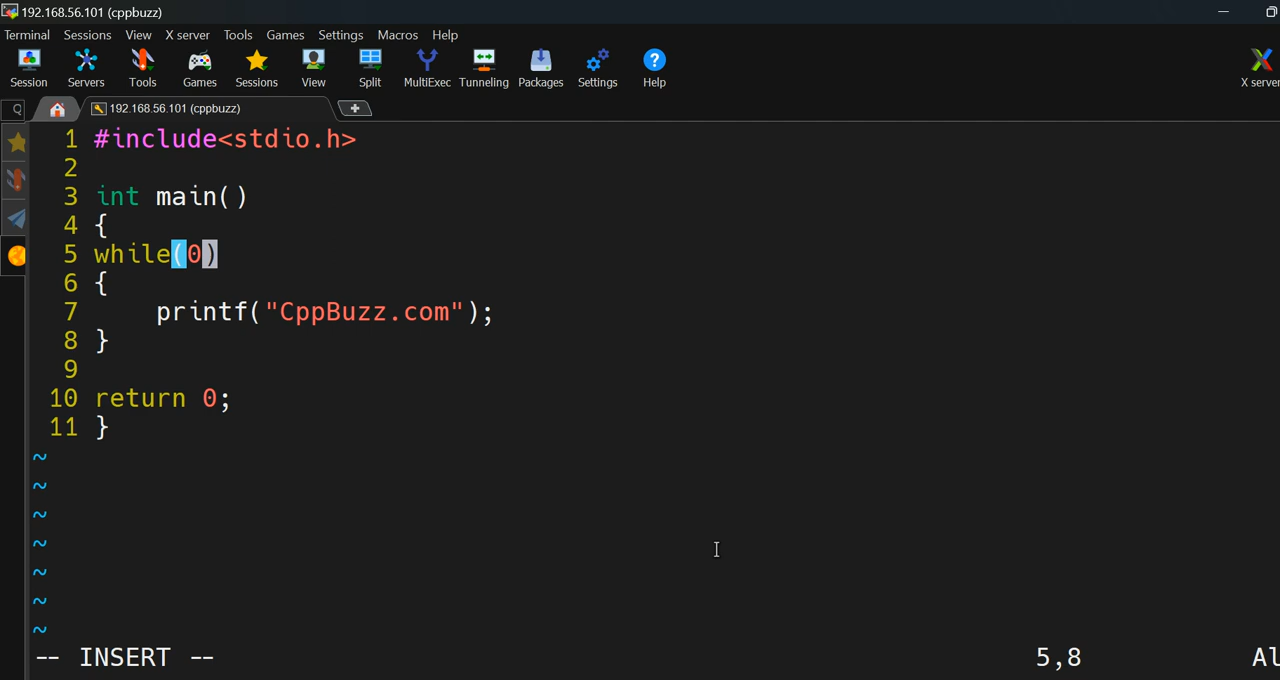 192.168.56.101 (cppbuzz)
Terminal Sessions View X server Tools Games Settings Macros Help
Session Servers Tools Games Sessions View Split MultiExec Tunneling Packages Settings Help X server
192.168.56.101 (cppbuzz)
1 #include<stdio.h>
2
3 int main()
4 {
5 while(0)
6 {
7 printf("CppBuzz.com");
8 }
9
10 return 0;
11 }
~
~
~
~
~
~
~
-- INSERT -- 5,8 Al